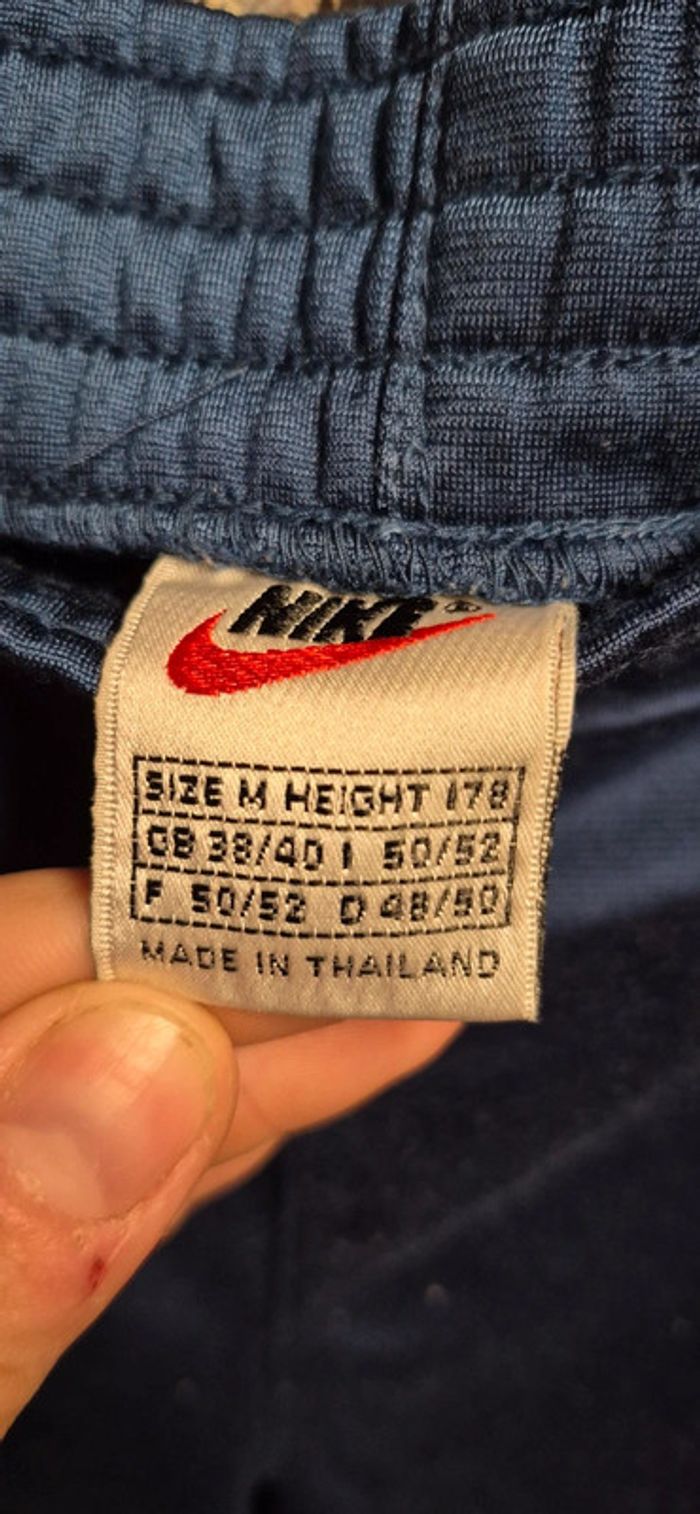 NIKE®
SIZE M HEIGHT 178
GB 38/40 I 50/52
F 50/52 D 48/50
MADE IN THAILAND